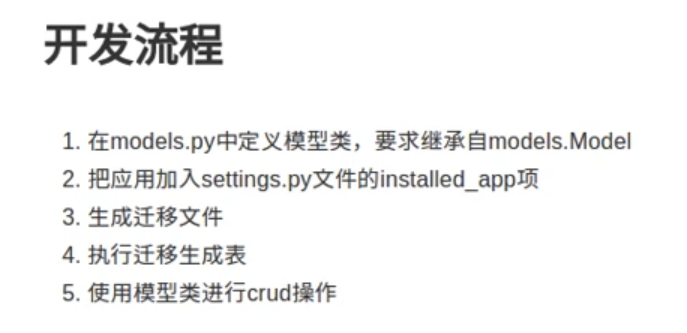 开发流程
1. 在models.py中定义模型类，要求继承自models.Model
2. 把应用加入settings.py文件的installed_app项
3. 生成迁移文件
4. 执行迁移生成表
5. 使用模型类进行crud操作